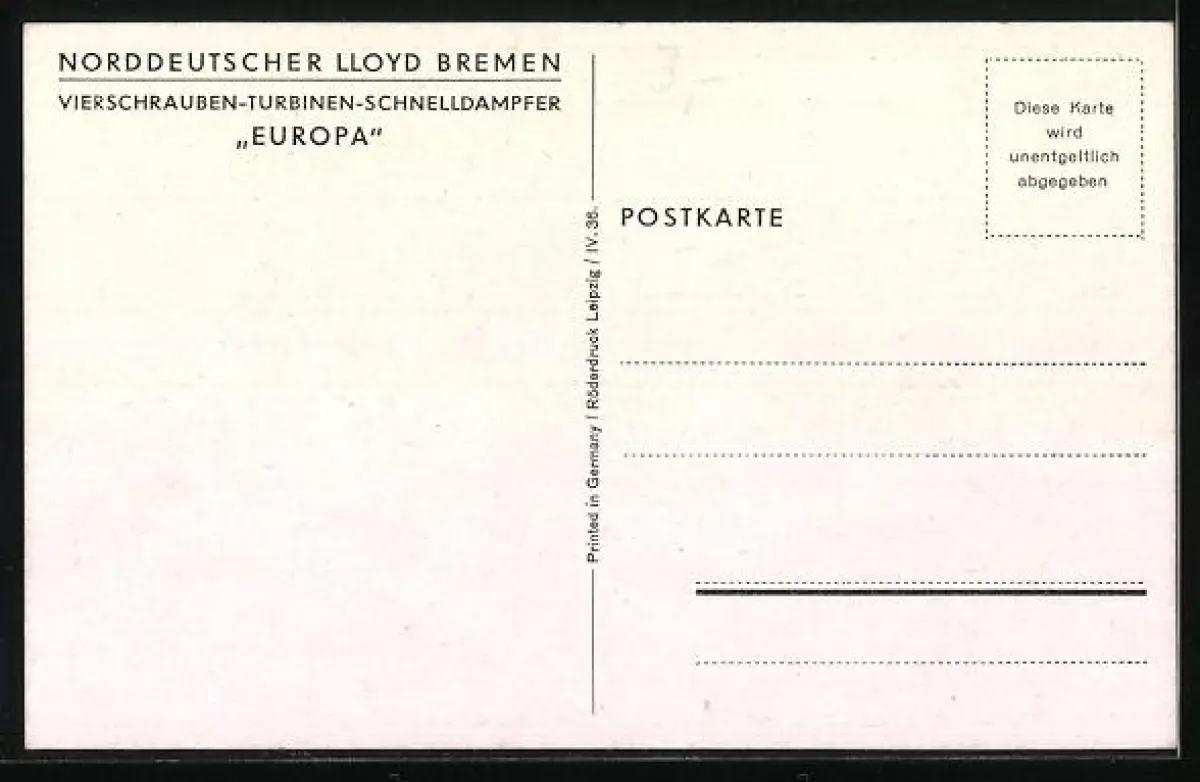 NORDDEUTSCHER LLOYD BREMEN
VIERSCHRAUBEN-TURBINEN-SCHNELLDAMPFER
„EUROPA“
Printed in Germany / Röderdruck Leipzig / IV. 36.
POSTKARTE
Diese Karte
wird
unentgeltlich
abgegeben